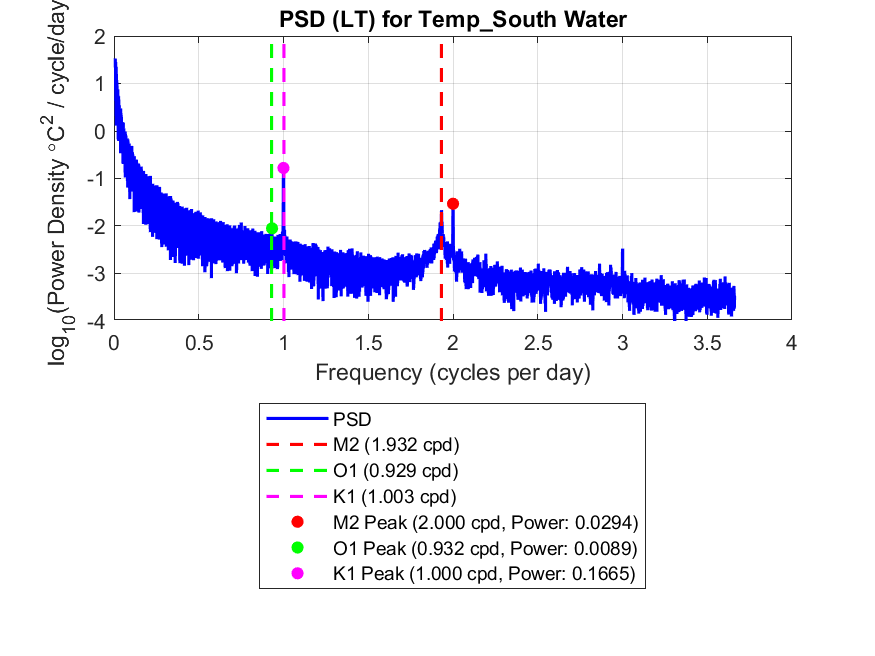 PSD (LT) for Temp_South Water
log10(Power Density °C2 / cycle/day
2
1
0
-1
-2
-3
-4
0 0.5 1 1.5 2 2.5 3 3.5 4
Frequency (cycles per day)
PSD
M2 (1.932 cpd)
O1 (0.929 cpd)
K1 (1.003 cpd)
M2 Peak (2.000 cpd, Power: 0.0294)
O1 Peak (0.932 cpd, Power: 0.0089)
K1 Peak (1.000 cpd, Power: 0.1665)